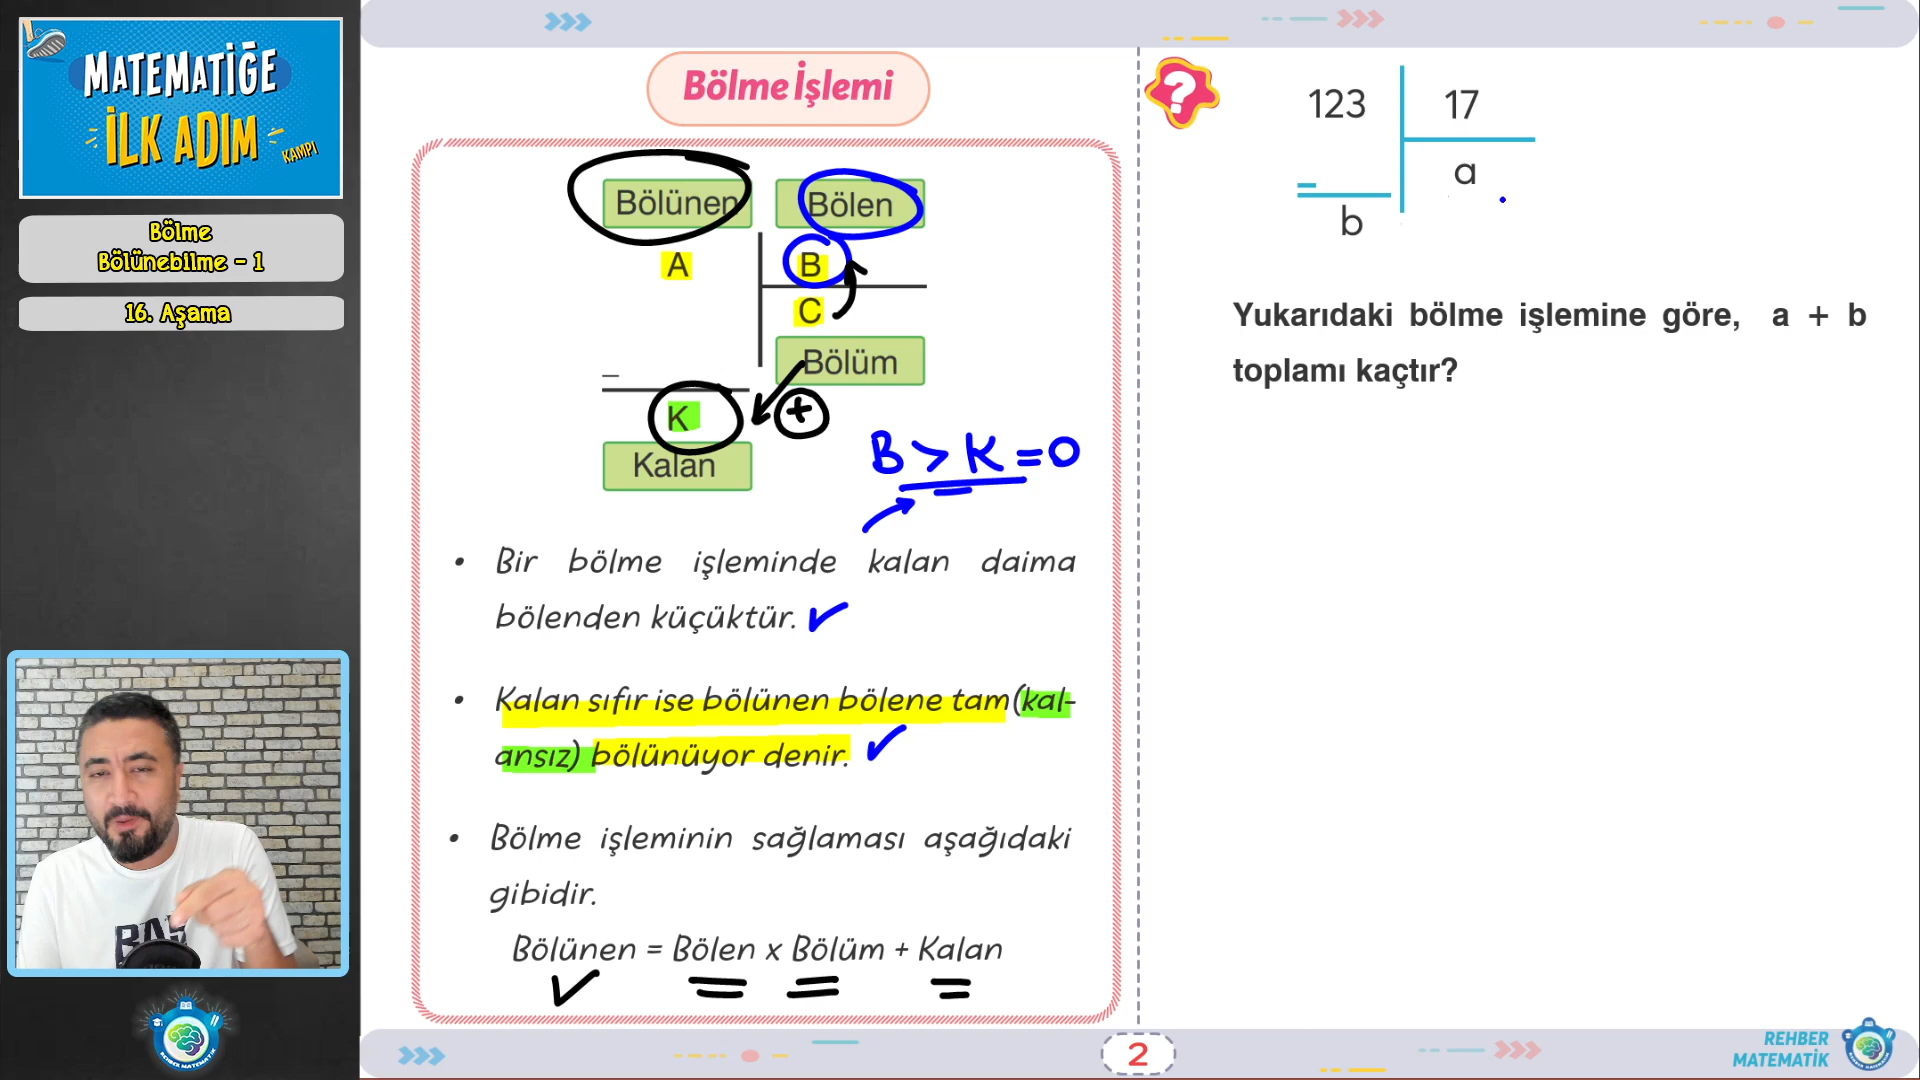 MATEMATİĞE
İLK ADIM
KAMPI
Bölme
Bölünebilme - 1
16. Aşama
Bölme İşlemi
Bölünen
Bölen
A
B
C
Bölüm
K
+
Kalan
B > K = 0
• Bir bölme işleminde kalan daima
bölenden küçüktür.
• Kalan sıfır ise bölünen bölene tam(kal-
ansız) bölünüyor denir.
• Bölme işleminin sağlaması aşağıdaki
gibidir.
Bölünen = Bölen x Bölüm + Kalan
?
123
17
a
b
Yukarıdaki bölme işlemine göre, a + b
toplamı kaçtır?
2
REHBER
MATEMATİK